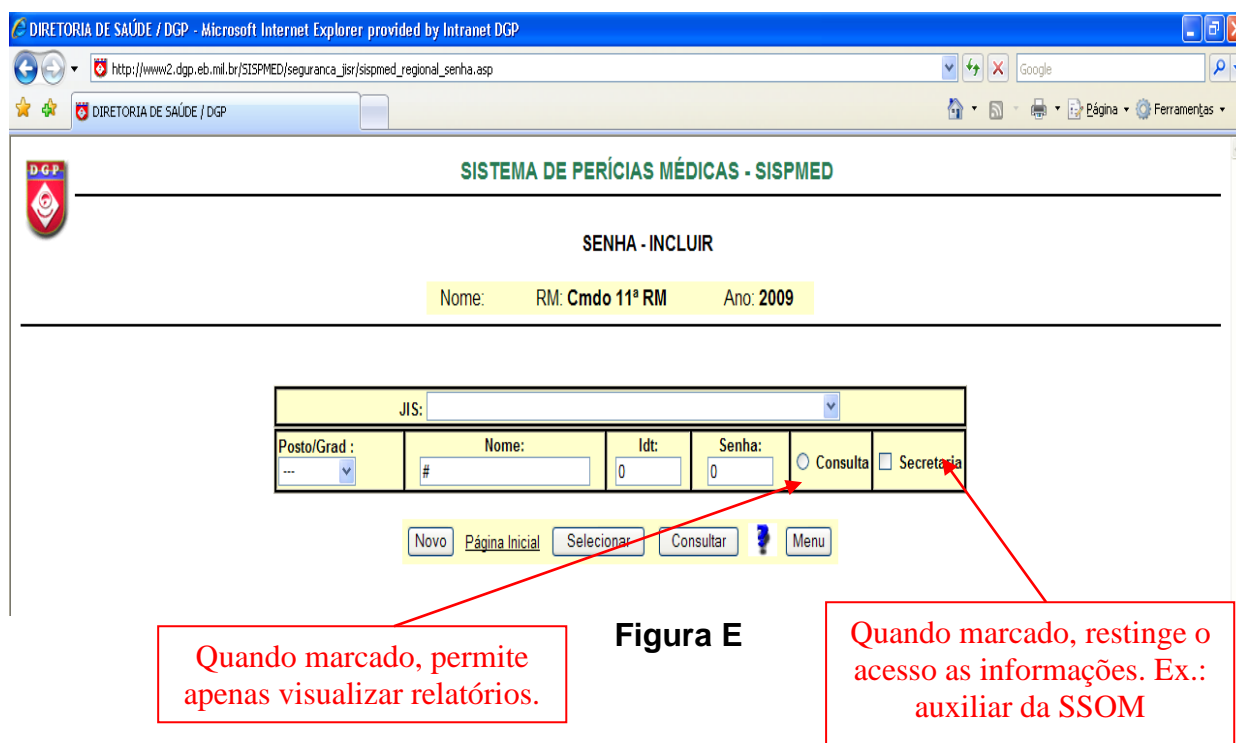 DIRETORIA DE SAÚDE / DGP - Microsoft Internet Explorer provided by Intranet DGP
http://www2.dgp.eb.mil.br/SISPMED/seguranca_jisr/sispmed_regional_senha.asp
Google
DIRETORIA DE SAÚDE / DGP
Página
Ferramentas
D G P
SISTEMA DE PERÍCIAS MÉDICAS - SISPMED
SENHA - INCLUIR
Nome: RM: Cmdo 11ª RM Ano: 2009
JIS:
Posto/Grad : Nome: Idt: Senha:
--- # 0 0 Consulta Secretaria
Novo Página Inicial Selecionar Consultar ? Menu
Figura E
Quando marcado, permite
apenas visualizar relatórios.
Quando marcado, restinge o
acesso as informações. Ex.:
auxiliar da SSOM